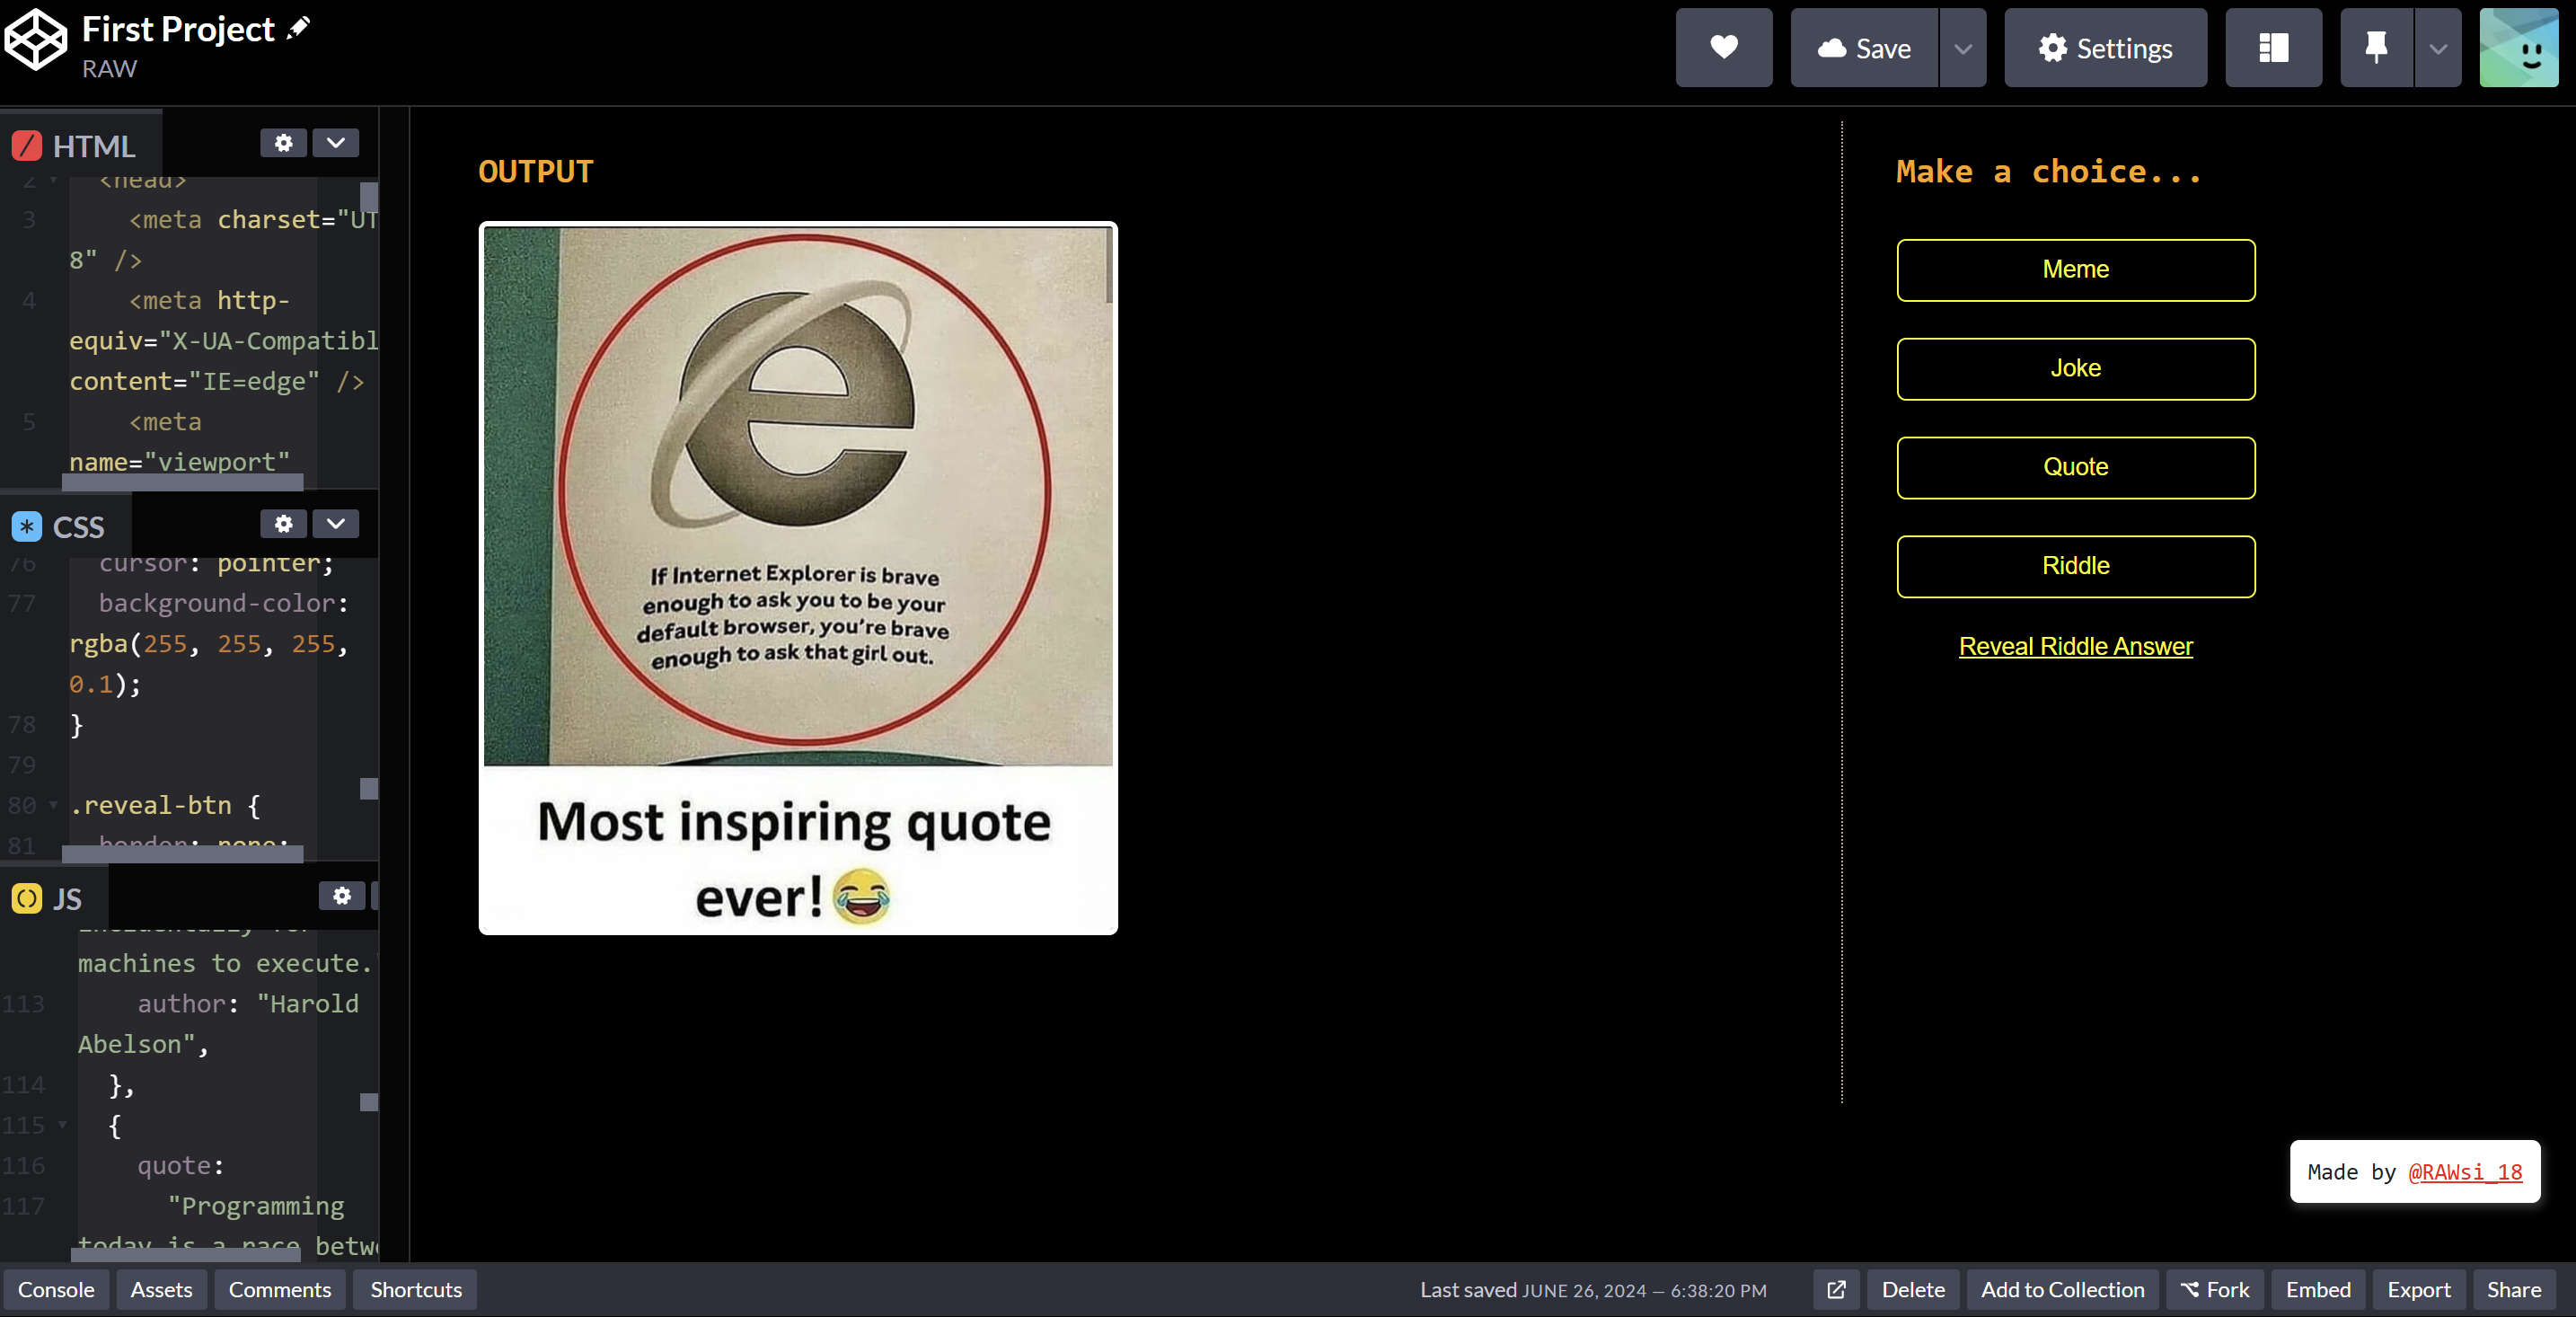 First Project
RAW
Save
Settings
HTML
2 <head>
3 <meta charset="UT
8" />
4 <meta http-
equiv="X-UA-Compatibl
content="IE=edge" />
5 <meta
name="viewport"
CSS
76 cursor: pointer;
77 background-color:
rgba(255, 255, 255,
0.1);
78 }
79
80 .reveal-btn {
81 border: none;
JS
machines to execute.
113 author: "Harold
Abelson",
114 },
115 {
116 quote:
117 "Programming
today is a race betw
OUTPUT
If Internet Explorer is brave
enough to ask you to be your
default browser, you're brave
enough to ask that girl out.
Most inspiring quote
ever!😂
Make a choice...
Meme
Joke
Quote
Riddle
Reveal Riddle Answer
Made by @RAWsi_18
Console
Assets
Comments
Shortcuts
Last saved JUNE 26, 2024 — 6:38:20 PM
Delete
Add to Collection
Fork
Embed
Export
Share